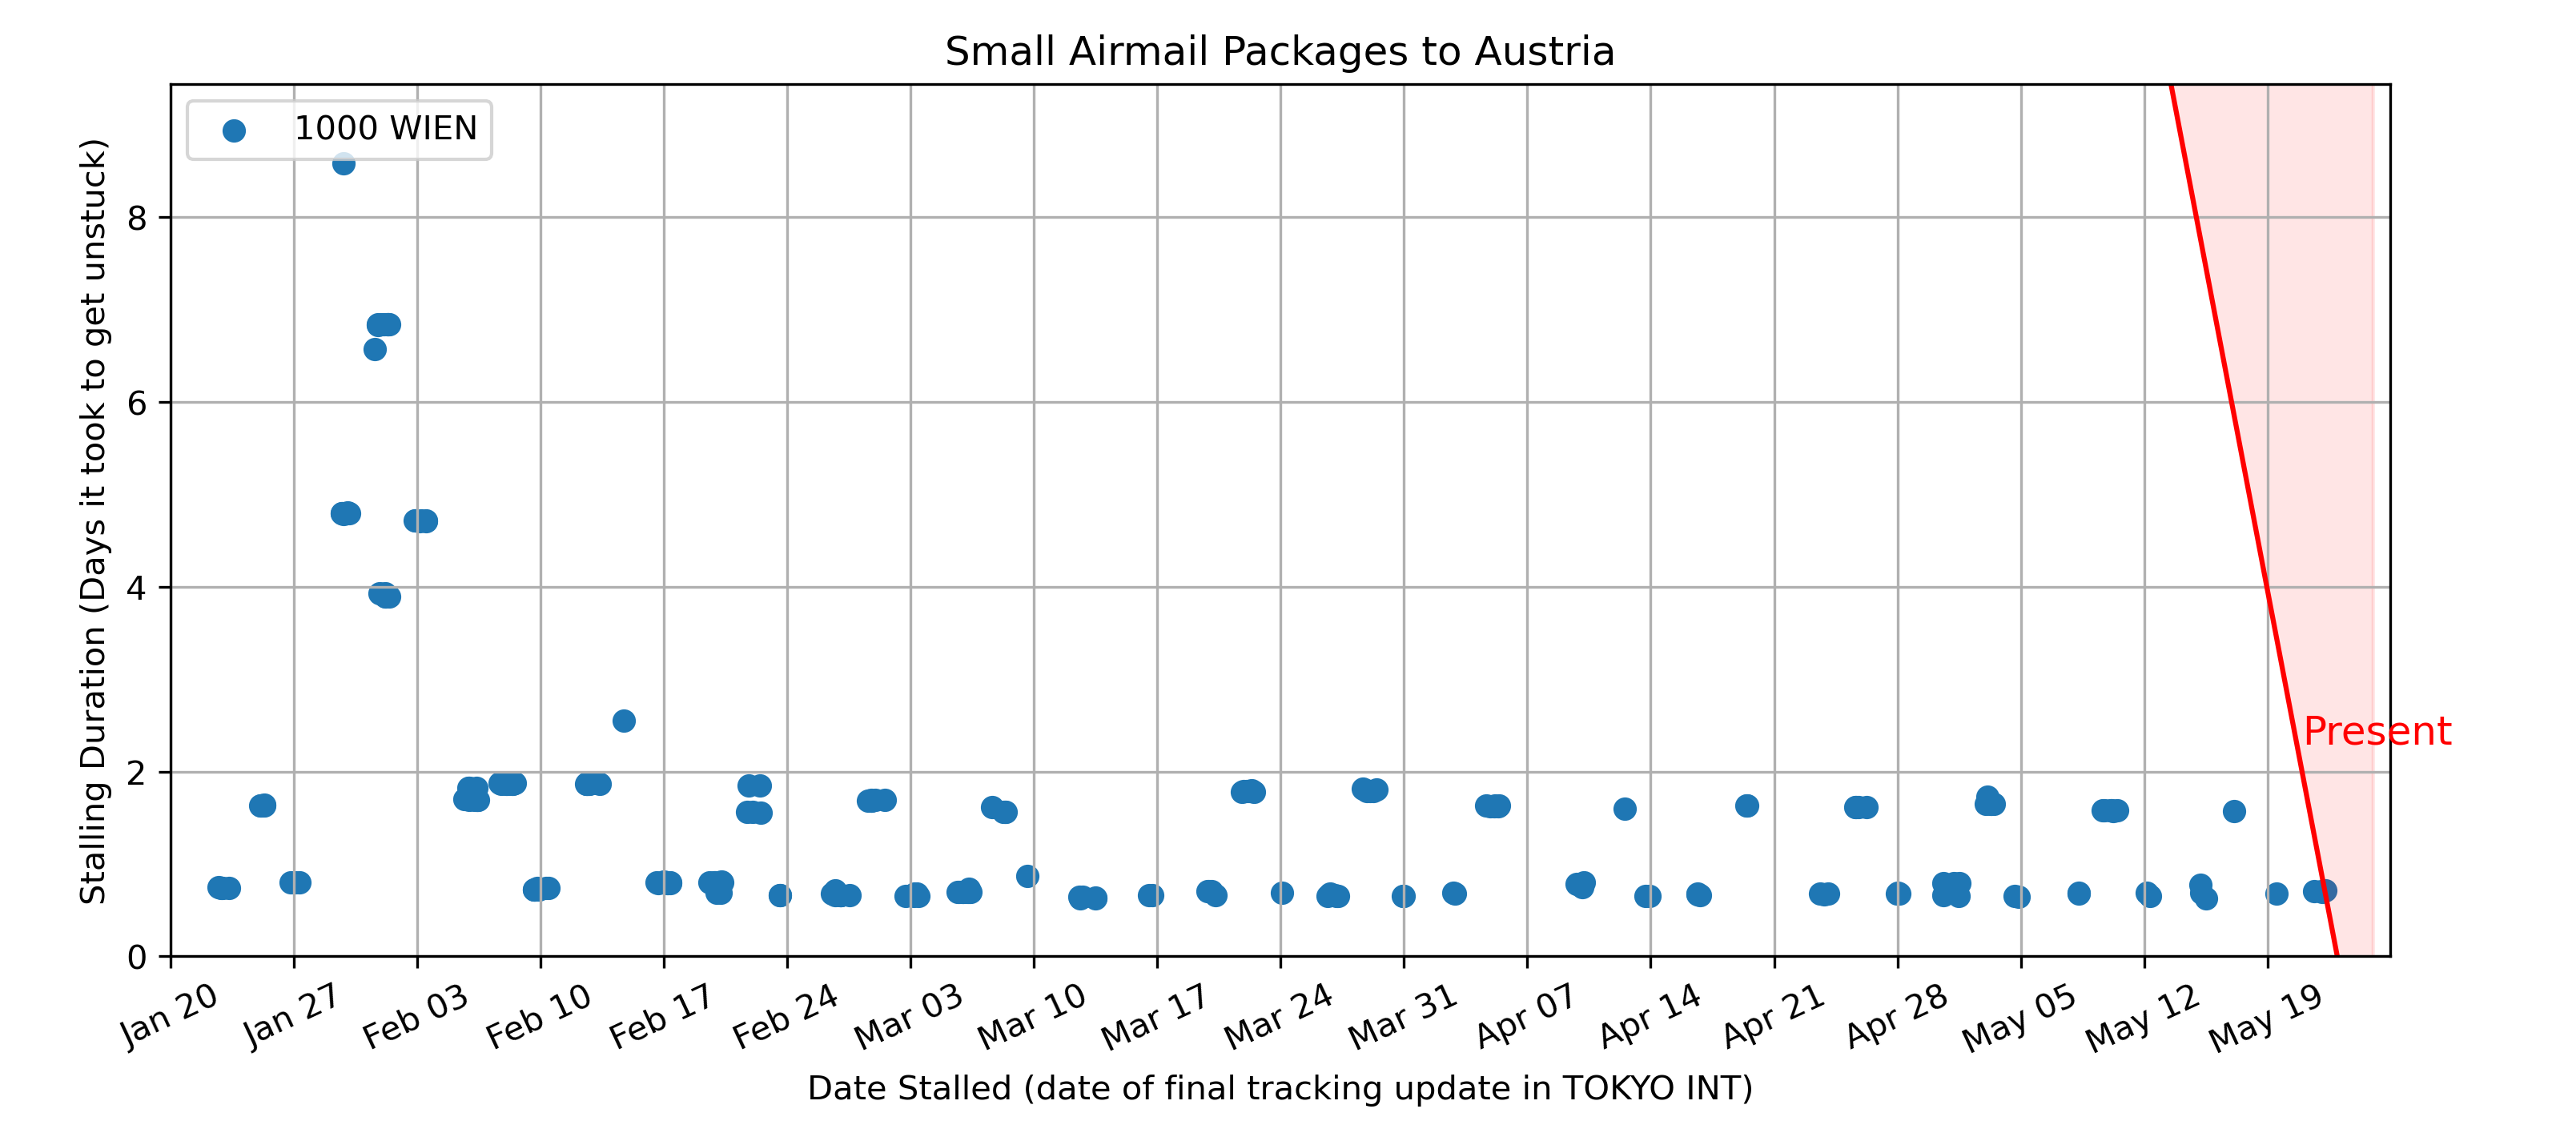 Small Airmail Packages to Austria
1000 WIEN
Stalling Duration (Days it took to get unstuck)
8
6
4
2
0
Present
Jan 20
Jan 27
Feb 03
Feb 10
Feb 17
Feb 24
Mar 03
Mar 10
Mar 17
Mar 24
Mar 31
Apr 07
Apr 14
Apr 21
Apr 28
May 05
May 12
May 19
Date Stalled (date of final tracking update in TOKYO INT)